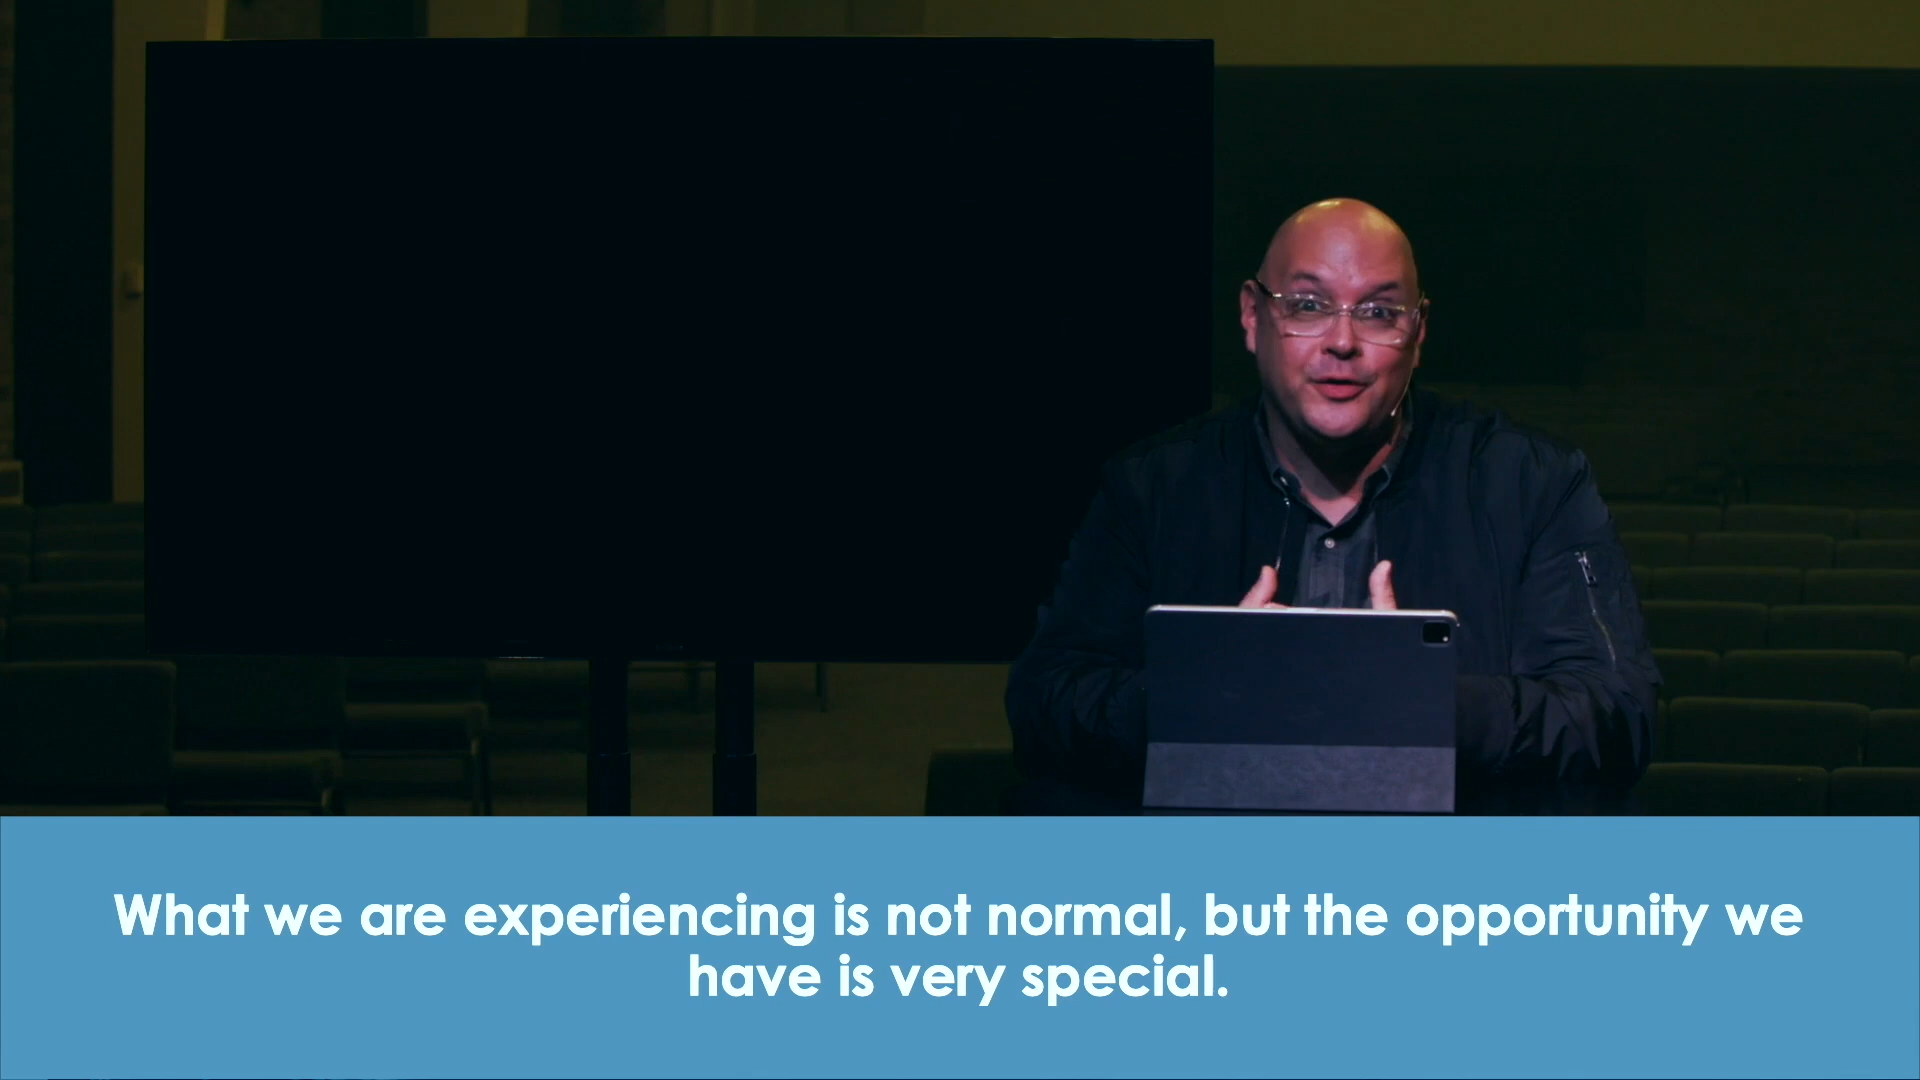 What we are experiencing is not normal, but the opportunity we
have is very special.